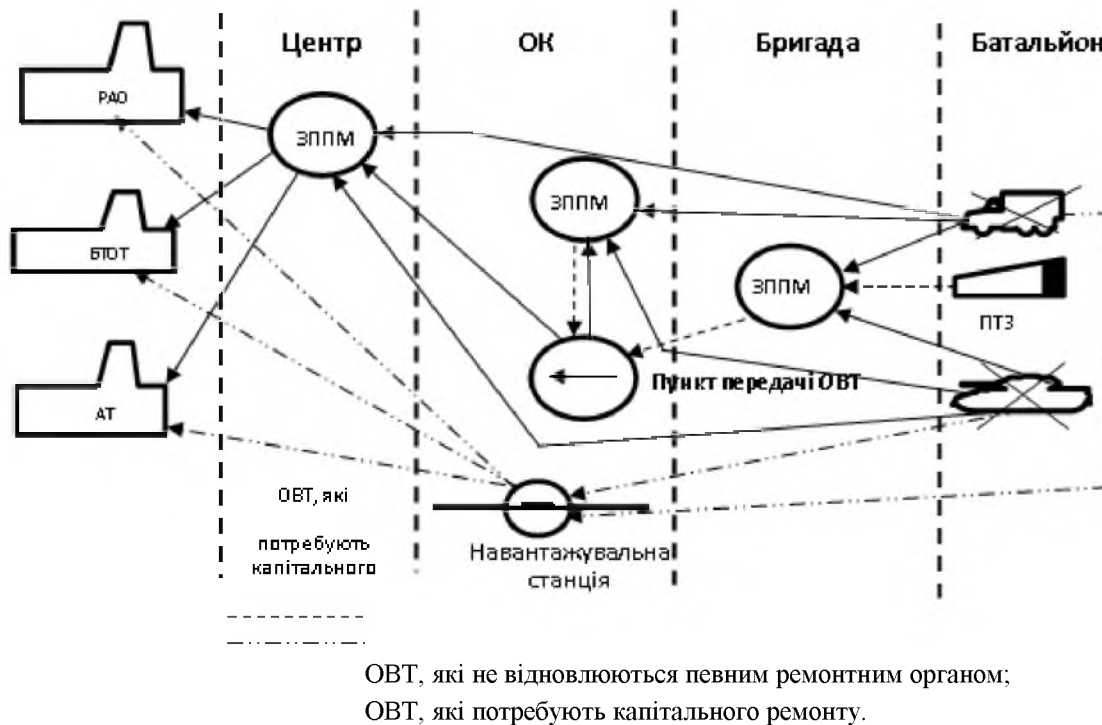 Центр
ОК
Бригада
Батальйон
РАО
ЗППМ
ЗППМ
БТОТ
ЗППМ
ПТЗ
Пункт передачі ОВТ
АТ
ОВТ, які
потребують
капітального
Навантажувальна
станція
ОВТ, які не відновлюються певним ремонтним органом;
ОВТ, які потребують капітального ремонту.